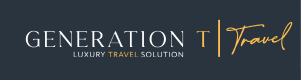 GENERATION T | Travel
LUXURY TRAVEL SOLUTION